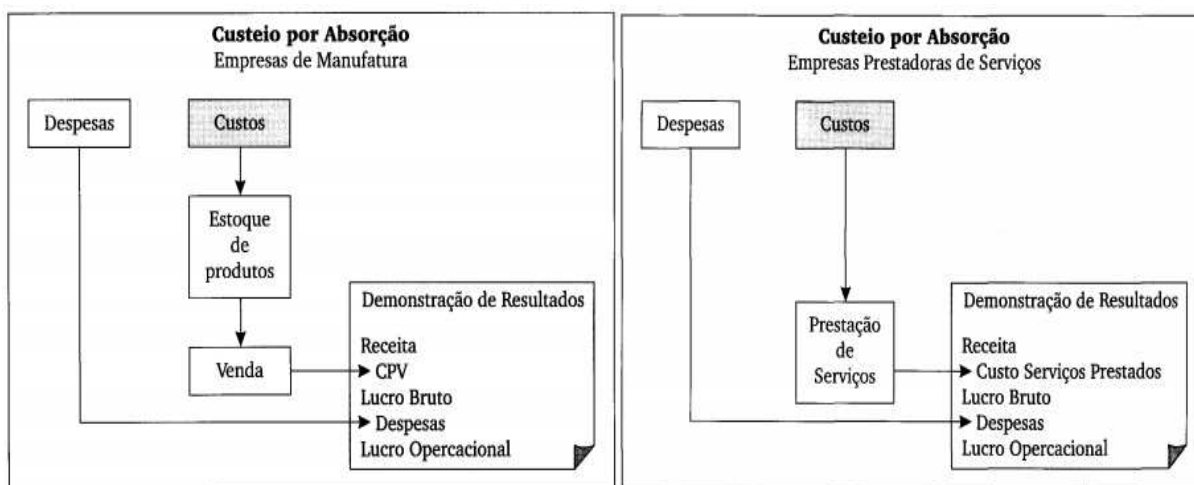 Custeio por Absorção
Empresas de Manufatura
Despesas
Custos
Estoque
de
produtos
Venda
Demonstração de Resultados
Receita
CPV
Lucro Bruto
Despesas
Lucro Opercacional
Custeio por Absorção
Empresas Prestadoras de Serviços
Despesas
Custos
Prestação
de
Serviços
Demonstração de Resultados
Receita
Custo Serviços Prestados
Lucro Bruto
Despesas
Lucro Opercacional